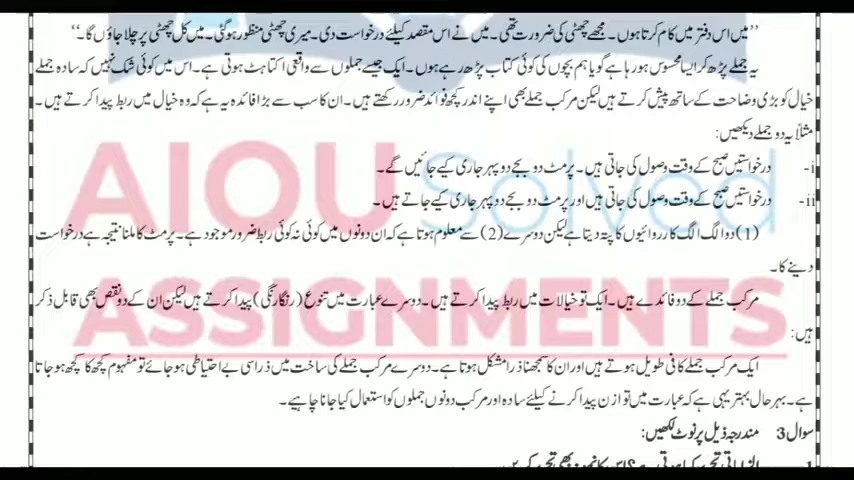 ”میں اس دفتر میں کام کرتا ہوں۔ مجھے چھٹی کی ضرورت تھی۔ میں نے اس مقصد کیلئے درخواست دی۔ میری چھٹی منظور ہو گئی۔ میں کل چھٹی پر چلا جاؤں گا۔“
یہ جملے پڑھ کر ایسا محسوس ہو رہا ہے گویا ہم بچوں کی کوئی کتاب پڑھ رہے ہوں۔ ایک جیسے جملوں سے واقعی اکتاہٹ ہوتی ہے۔ اس میں کوئی شک نہیں کہ سادہ جملے
خیال کو بڑی وضاحت کے ساتھ پیش کرتے ہیں لیکن مرکب جملے بھی اپنے اندر کچھ فوائد ضرور رکھتے ہیں۔ ان کا سب سے بڑا فائدہ یہ ہے کہ وہ خیال میں ربط پیدا کرتے ہیں۔
مثلاً یہ دو جملے دیکھیں:
i- درخواستیں صبح کے وقت وصول کی جاتی ہیں۔ پرمٹ دو بجے دوپہر جاری کیے جائیں گے۔
ii- درخواستیں صبح کے وقت وصول کی جاتی ہیں اور پرمٹ دو بجے دوپہر جاری کیے جاتے ہیں۔
(1) دو الگ الگ کارروائیوں کا پتہ دیتا ہے لیکن دوسرے (2) سے معلوم ہوتا ہے کہ ان دونوں میں کوئی نہ کوئی ربط ضرور موجود ہے۔ پرمٹ کا ملنا نتیجہ ہے درخواست
دینے کا۔
مرکب جملے کے دو فائدے ہیں۔ ایک تو خیالات میں ربط پیدا کرتے ہیں۔ دوسرے عبارت میں تنوع (رنگارنگی) پیدا کرتے ہیں لیکن ان کے دو نقص بھی قابل ذکر
ہیں:
ایک مرکب جملے کافی طویل ہوتے ہیں اور ان کا سمجھنا ذرا مشکل ہوتا ہے۔ دوسرے مرکب جملے کی ساخت میں ذرا سی بے احتیاطی ہو جائے تو مفہوم کچھ کا کچھ ہو جاتا
ہے۔ بہر حال بہتر یہی ہے کہ عبارت میں توازن پیدا کرنے کیلئے سادہ اور مرکب دونوں جملوں کو استعمال کیا جانا چاہیے۔
سوال 3 مندرجہ ذیل پر نوٹ لکھیں:
AIOU Solved
ASSIGNMENTS